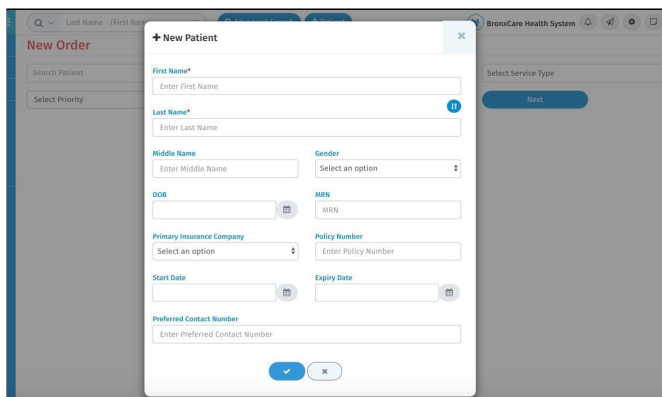 Last Name /First Name
BronxCare Health System
New Order
Search Patient
Select Service Type
Select Priority
Next
New Patient
First Name*
Enter First Name
Last Name*
Enter Last Name
Middle Name
Gender
Enter Middle Name
Select an option
DOB
MRN
MRN
Primary Insurance Company
Policy Number
Select an option
Enter Policy Number
Start Date
Expiry Date
Preferred Contact Number
Enter Preferred Contact Number